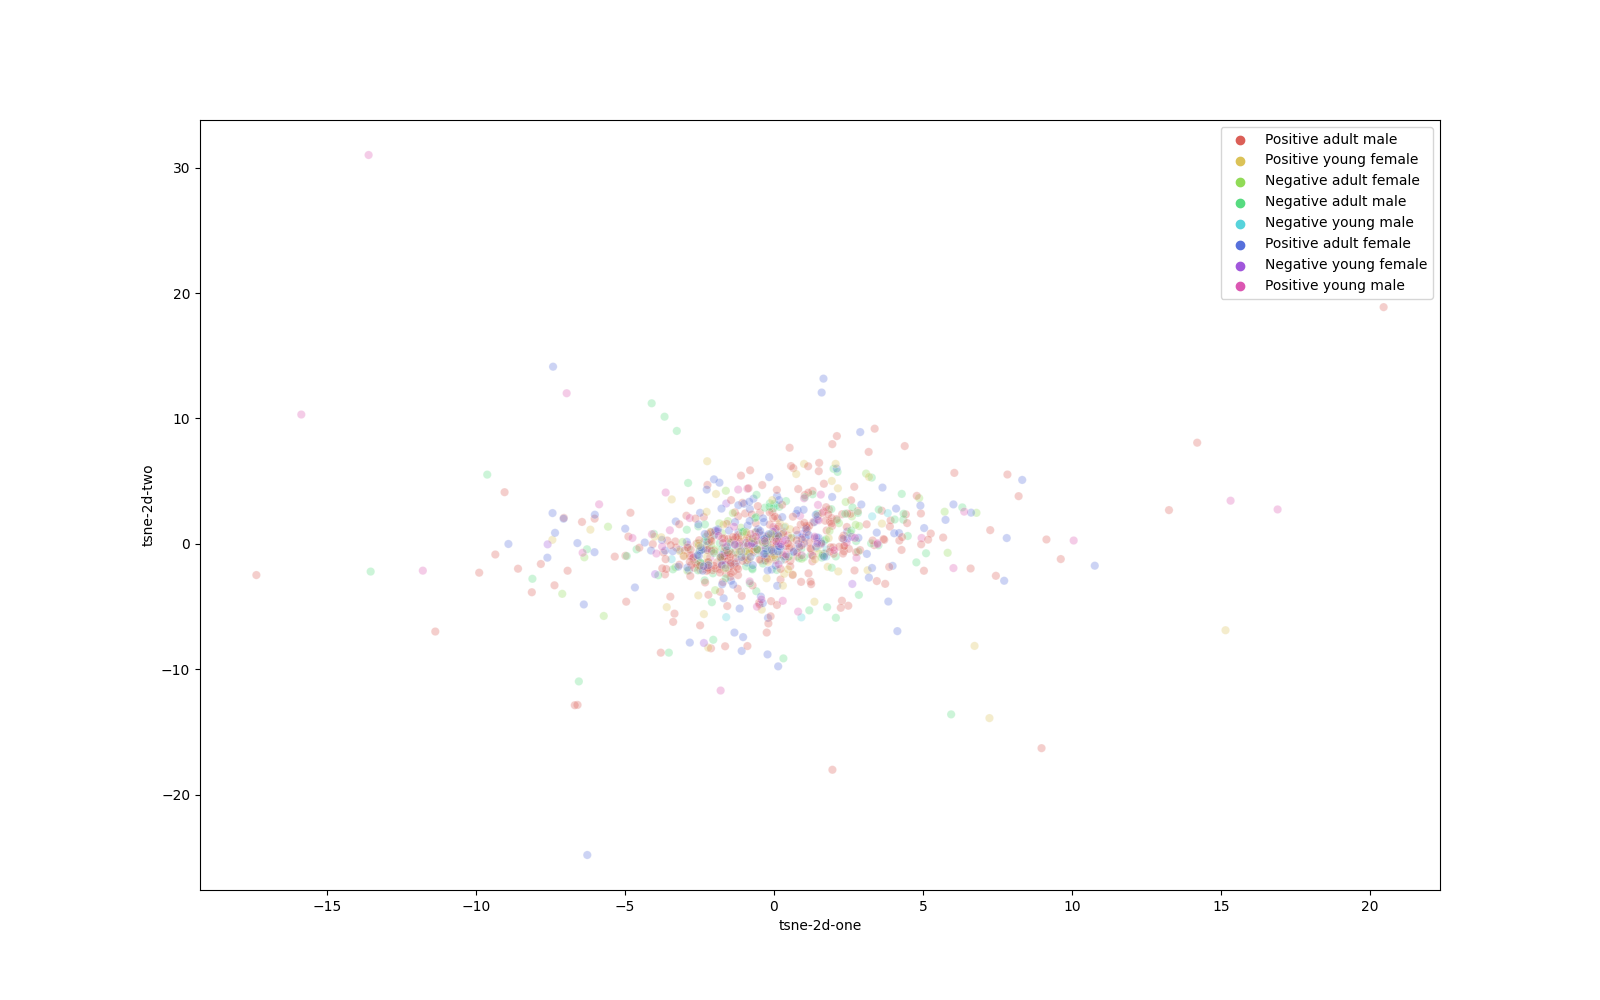 Positive adult male
Positive young female
Negative adult female
Negative adult male
Negative young male
Positive adult female
Negative young female
Positive young male
30
20
10
0
−10
−20
tsne-2d-two
−15
−10
−5
0
5
10
15
20
tsne-2d-one